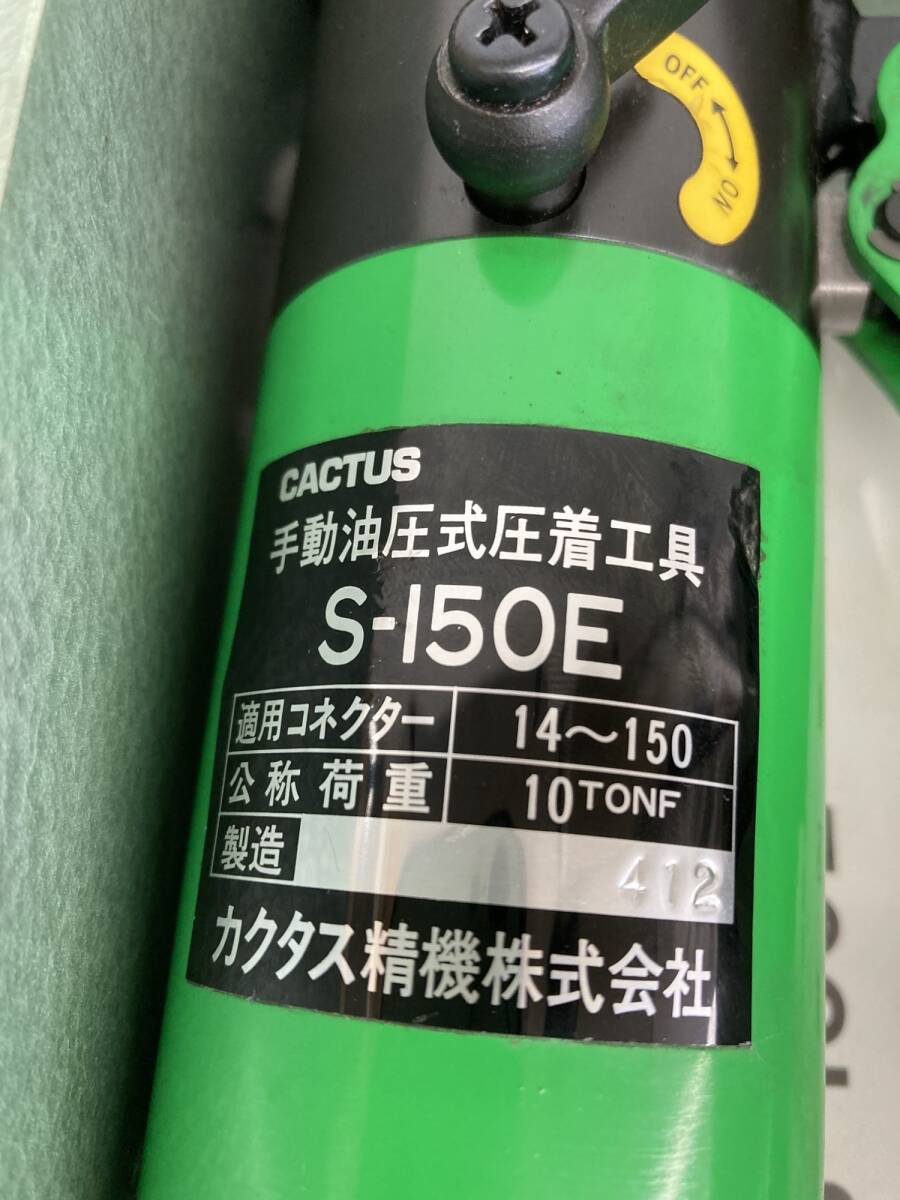 OFF
ON
CACTUS
手動油圧式圧着工具
S-150E
適用コネクター 14～150
公称荷重 10TONF
製造 412
カクタス精機株式会社